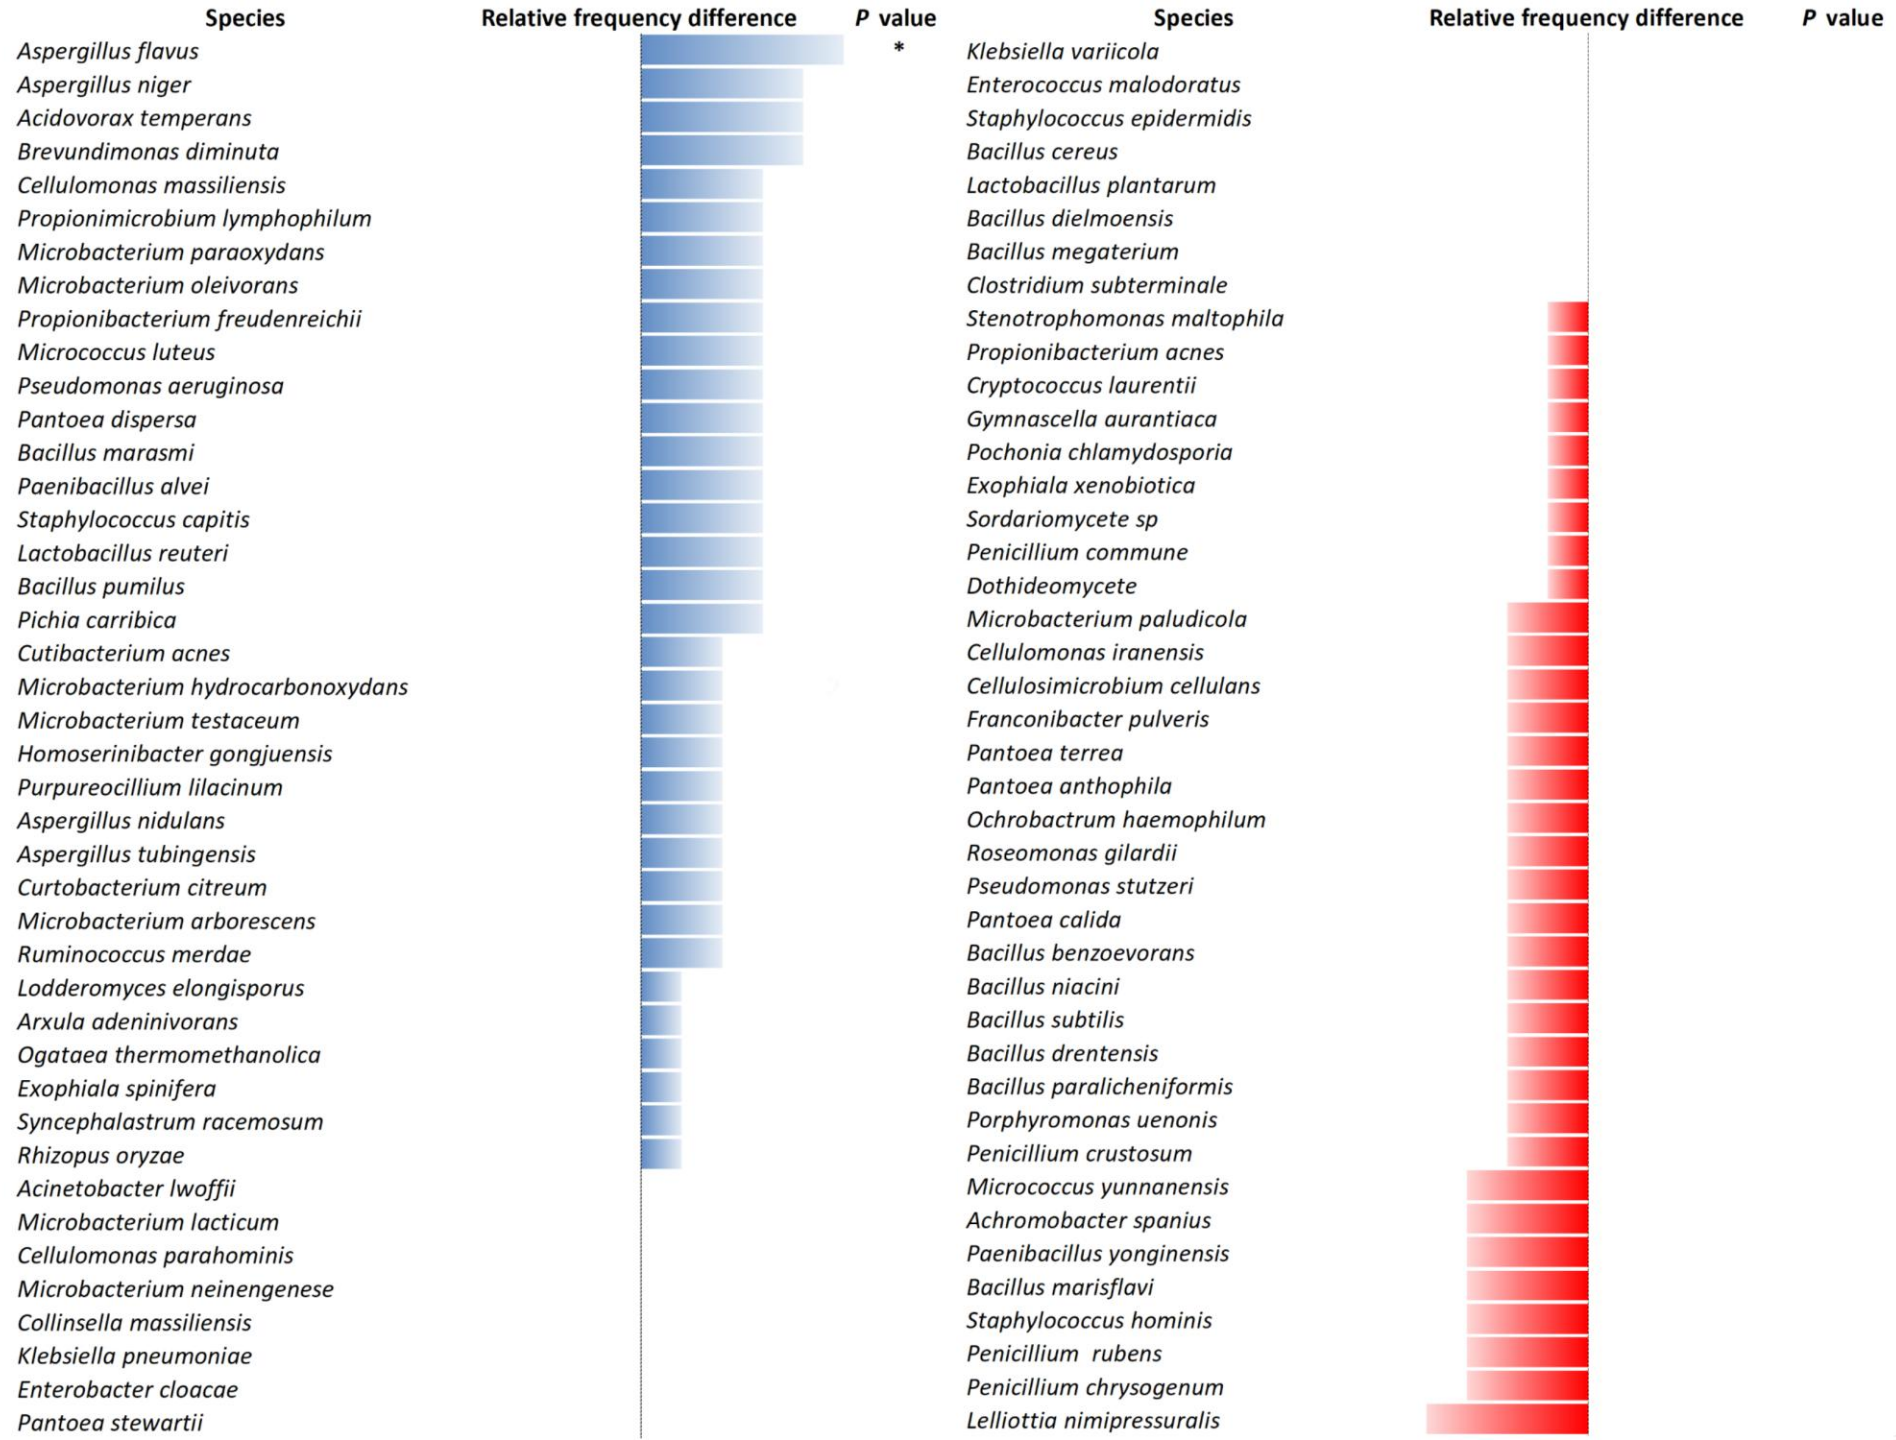 Species Relative frequency difference P value
Aspergillus flavus *
Aspergillus niger
Acidovorax temperans
Brevundimonas diminuta
Cellulomonas massiliensis
Propionimicrobium lymphophilum
Microbacterium paraoxydans
Microbacterium oleivorans
Propionibacterium freudenreichii
Micrococcus luteus
Pseudomonas aeruginosa
Pantoea dispersa
Bacillus marasmi
Paenibacillus alvei
Staphylococcus capitis
Lactobacillus reuteri
Bacillus pumilus
Pichia carribica
Cutibacterium acnes
Microbacterium hydrocarbonoxydans
Microbacterium testaceum
Homoserinibacter gongjuensis
Purpureocillium lilacinum
Aspergillus nidulans
Aspergillus tubingensis
Curtobacterium citreum
Microbacterium arborescens
Ruminococcus merdae
Lodderomyces elongisporus
Arxula adeninivorans
Ogataea thermomethanolica
Exophiala spinifera
Syncephalastrum racemosum
Rhizopus oryzae
Acinetobacter lwoffii
Microbacterium lacticum
Cellulomonas parahominis
Microbacterium neinengenese
Collinsella massiliensis
Klebsiella pneumoniae
Enterobacter cloacae
Pantoea stewartii
Species Relative frequency difference P value
Klebsiella variicola
Enterococcus malodoratus
Staphylococcus epidermidis
Bacillus cereus
Lactobacillus plantarum
Bacillus dielmoensis
Bacillus megaterium
Clostridium subterminale
Stenotrophomonas maltophila
Propionibacterium acnes
Cryptococcus laurentii
Gymnascella aurantiaca
Pochonia chlamydosporia
Exophiala xenobiotica
Sordariomycete sp
Penicillium commune
Dothideomycete
Microbacterium paludicola
Cellulomonas iranensis
Cellulosimicrobium cellulans
Franconibacter pulveris
Pantoea terrea
Pantoea anthophila
Ochrobactrum haemophilum
Roseomonas gilardii
Pseudomonas stutzeri
Pantoea calida
Bacillus benzoevorans
Bacillus niacini
Bacillus subtilis
Bacillus drentensis
Bacillus paralicheniformis
Porphyromonas uenonis
Penicillium crustosum
Micrococcus yunnanensis
Achromobacter spanius
Paenibacillus yonginensis
Bacillus marisflavi
Staphylococcus hominis
Penicillium rubens
Penicillium chrysogenum
Lelliottia nimipressuralis